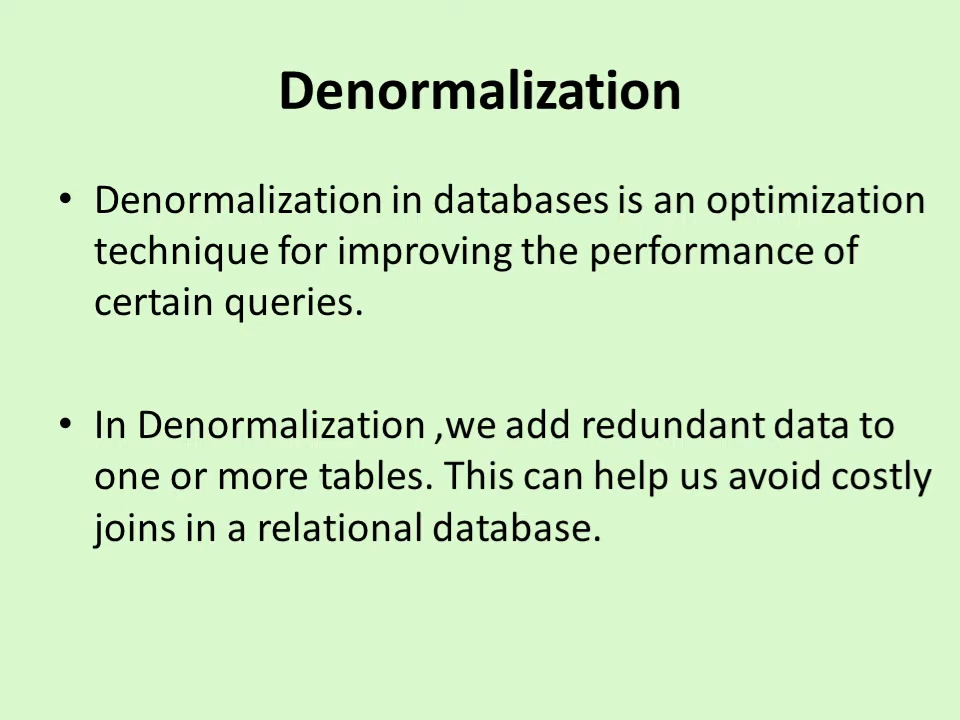 Denormalization
• Denormalization in databases is an optimization
technique for improving the performance of
certain queries.
• In Denormalization ,we add redundant data to
one or more tables. This can help us avoid costly
joins in a relational database.